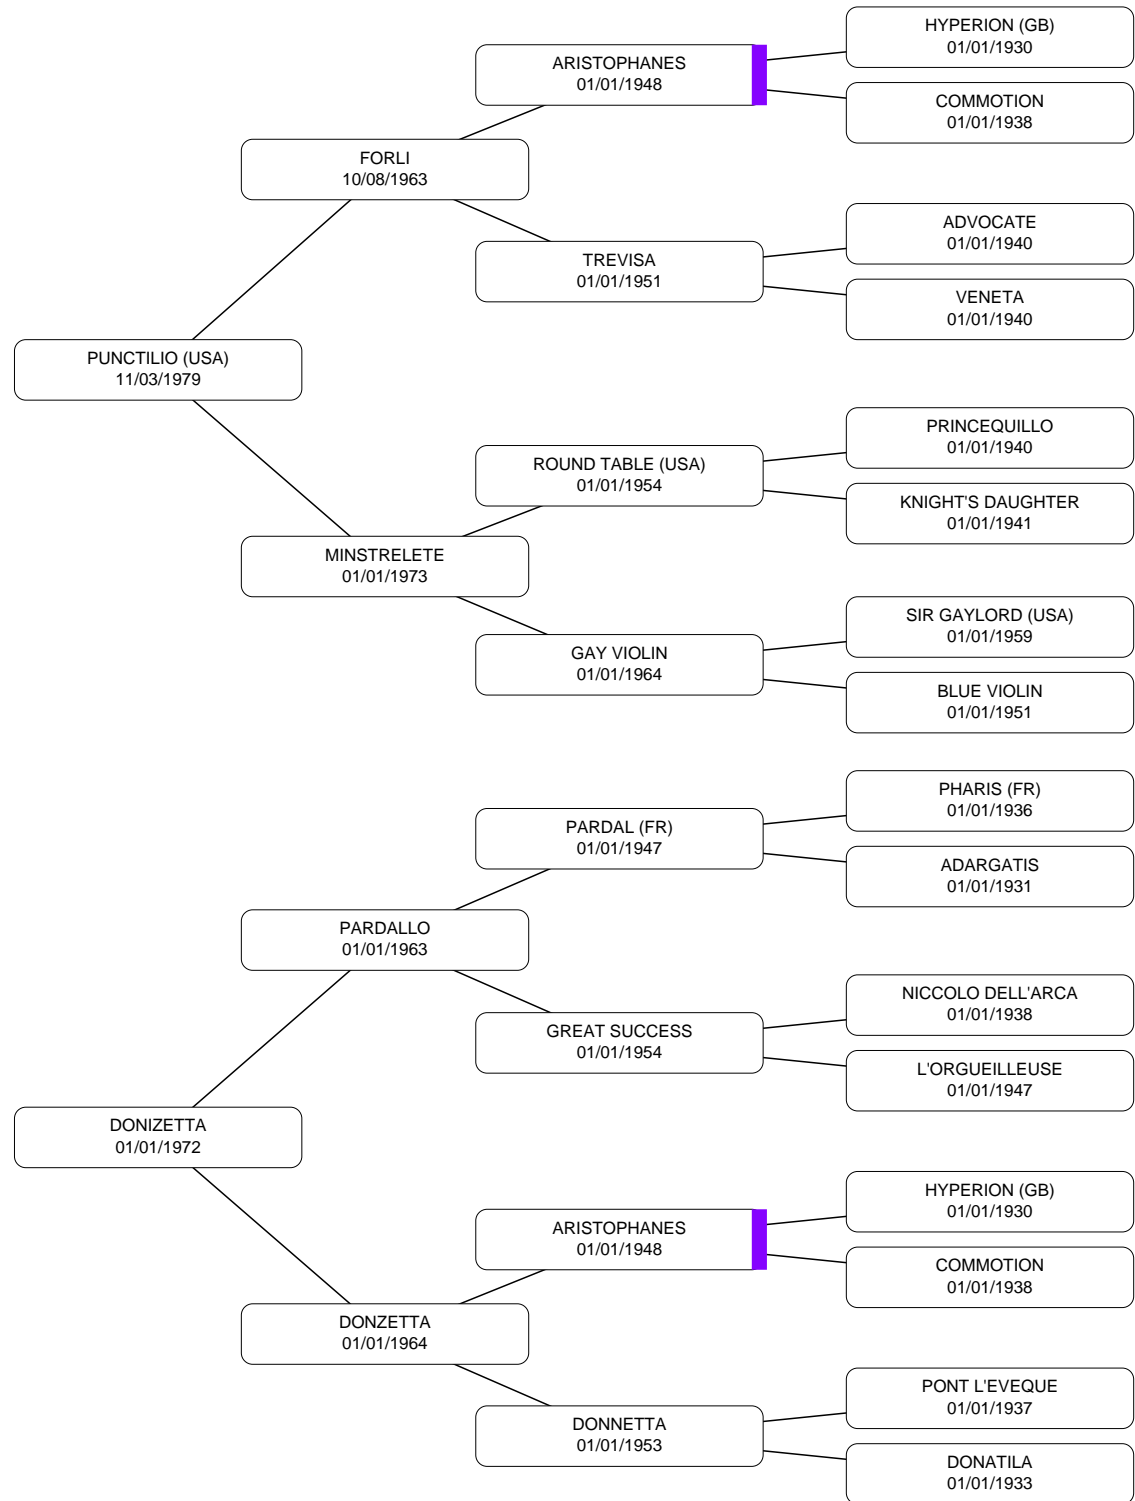 HYPERION (GB)
01/01/1930
ARISTOPHANES
01/01/1948
COMMOTION
01/01/1938
FORLI
10/08/1963
ADVOCATE
01/01/1940
TREVISA
01/01/1951
VENETA
01/01/1940
PUNCTILIO (USA)
11/03/1979
PRINCEQUILLO
01/01/1940
ROUND TABLE (USA)
01/01/1954
KNIGHT'S DAUGHTER
01/01/1941
MINSTRELETE
01/01/1973
SIR GAYLORD (USA)
01/01/1959
GAY VIOLIN
01/01/1964
BLUE VIOLIN
01/01/1951
PHARIS (FR)
01/01/1936
PARDAL (FR)
01/01/1947
ADARGATIS
01/01/1931
PARDALLO
01/01/1963
NICCOLO DELL'ARCA
01/01/1938
GREAT SUCCESS
01/01/1954
L'ORGUEILLEUSE
01/01/1947
DONIZETTA
01/01/1972
HYPERION (GB)
01/01/1930
ARISTOPHANES
01/01/1948
COMMOTION
01/01/1938
DONZETTA
01/01/1964
PONT L'EVEQUE
01/01/1937
DONNETTA
01/01/1953
DONATILA
01/01/1933